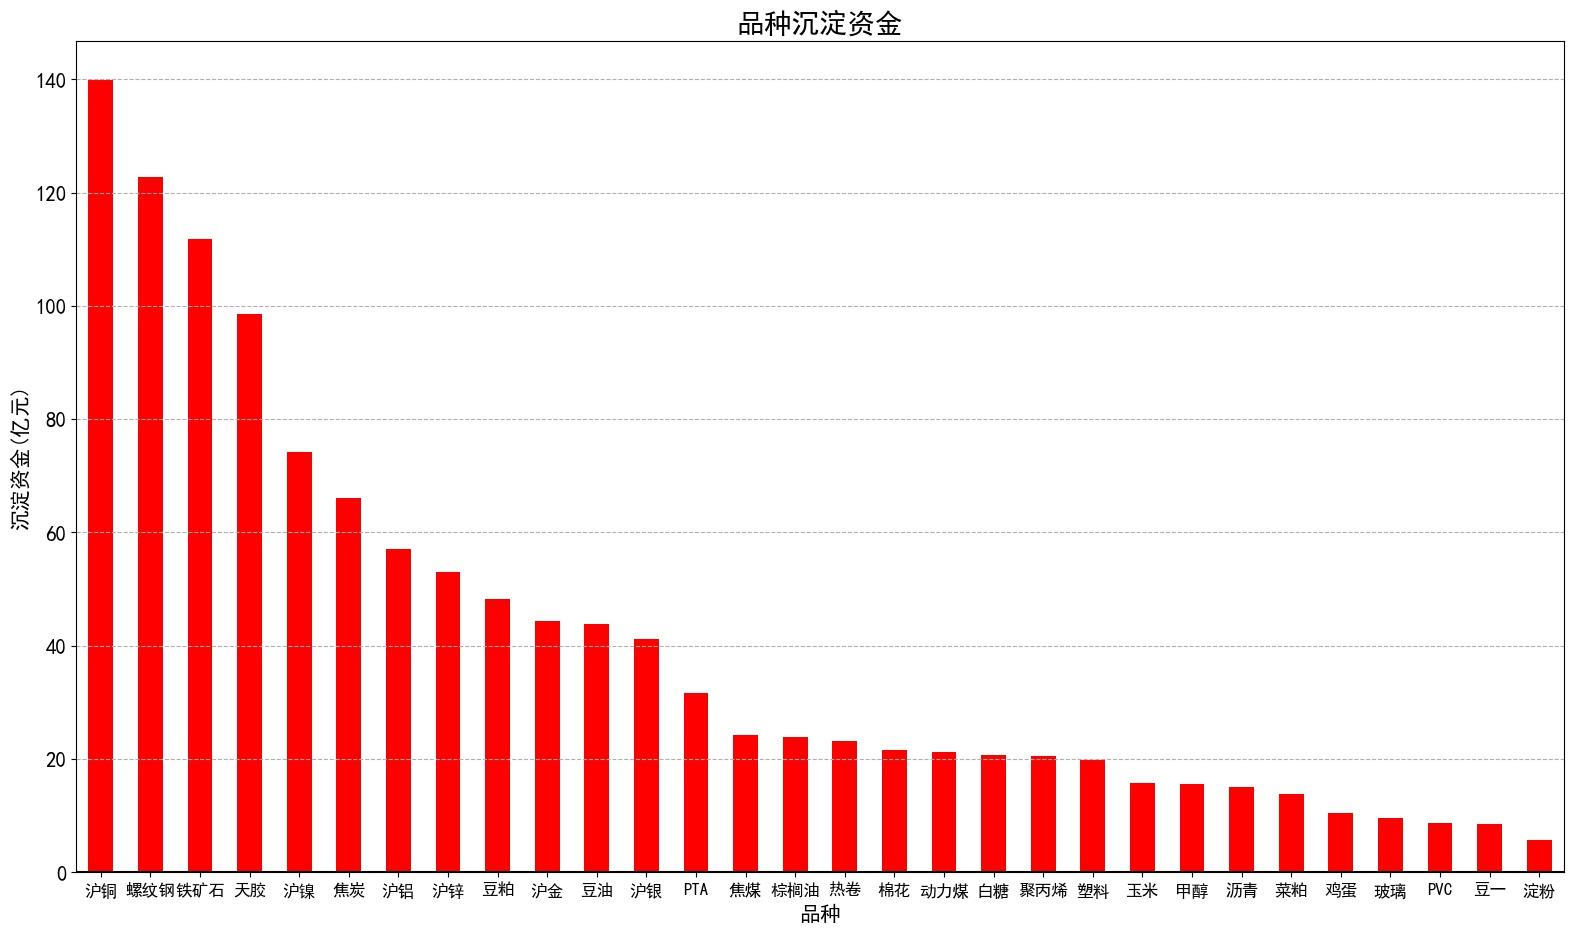 品种沉淀资金
沉淀资金(亿元)
140
120
100
80
60
40
20
0
沪铜 螺纹钢 铁矿石 天胶 沪镍 焦炭 沪铝 沪锌 豆粕 沪金 豆油 沪银 PTA 焦煤 棕榈油 热卷 棉花 动力煤 白糖 聚丙烯 塑料 玉米 甲醇 沥青 菜粕 鸡蛋 玻璃 PVC 豆一 淀粉
品种